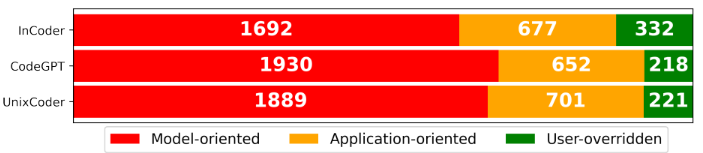 InCoder 1692 677 332
CodeGPT 1930 652 218
UnixCoder 1889 701 221
Model-oriented Application-oriented User-overridden